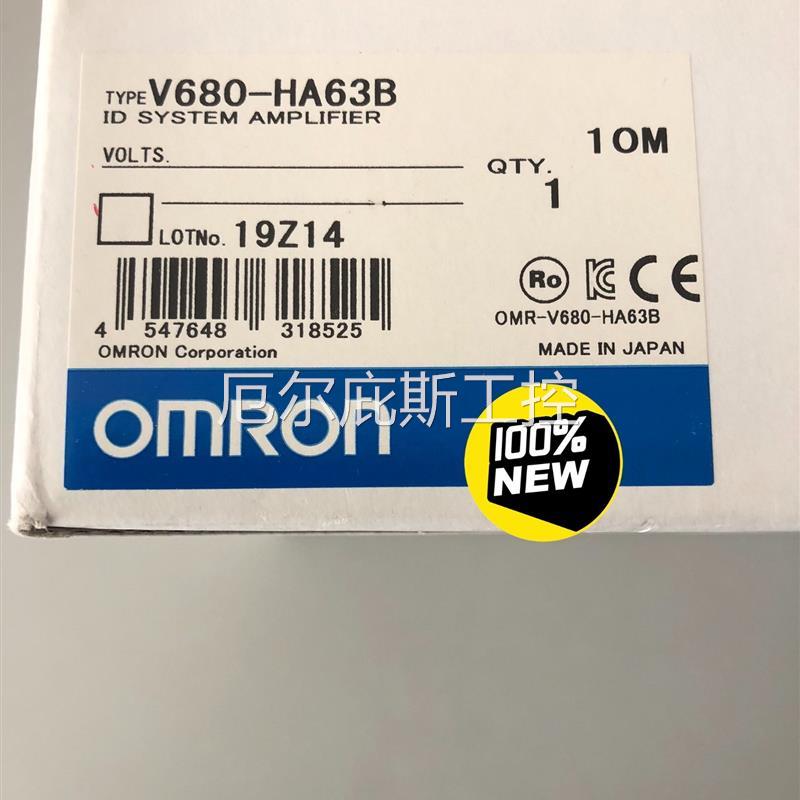 TYPE V680-HA63B
ID SYSTEM AMPLIFIER
VOLTS.
10M
QTY.
1
LOTNo. 19Z14
4 547648 318525
Ro CE
OMR-V680-HA63B
OMRON Corporation
MADE IN JAPAN
OMRON
厄尔庇斯工控
100%
NEW